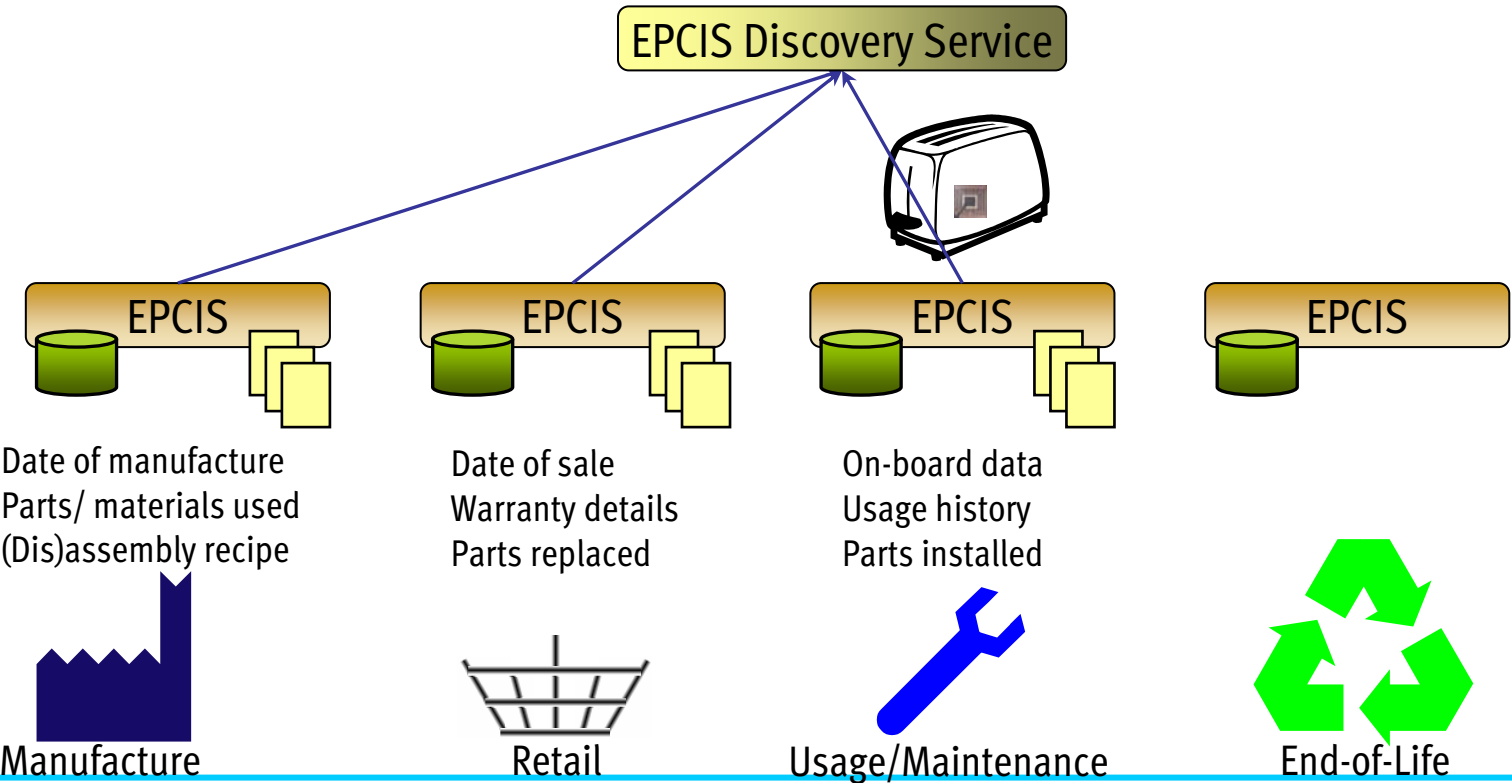 EPCIS Discovery Service
EPCIS
EPCIS
EPCIS
EPCIS
Date of manufacture
Parts/ materials used
(Dis)assembly recipe
Date of sale
Warranty details
Parts replaced
On-board data
Usage history
Parts installed
Manufacture
Retail
Usage/Maintenance
End-of-Life